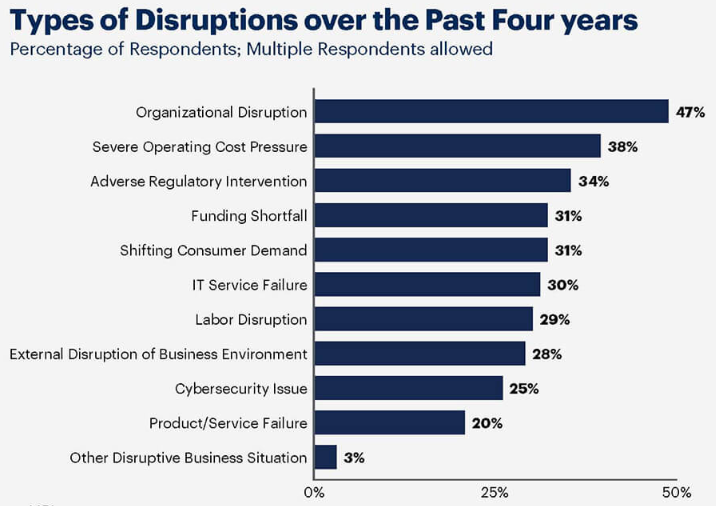 Types of Disruptions over the Past Four years
Percentage of Respondents; Multiple Respondents allowed
Organizational Disruption 47%
Severe Operating Cost Pressure 38%
Adverse Regulatory Intervention 34%
Funding Shortfall 31%
Shifting Consumer Demand 31%
IT Service Failure 30%
Labor Disruption 29%
External Disruption of Business Environment 28%
Cybersecurity Issue 25%
Product/Service Failure 20%
Other Disruptive Business Situation 3%
0% 25% 50%